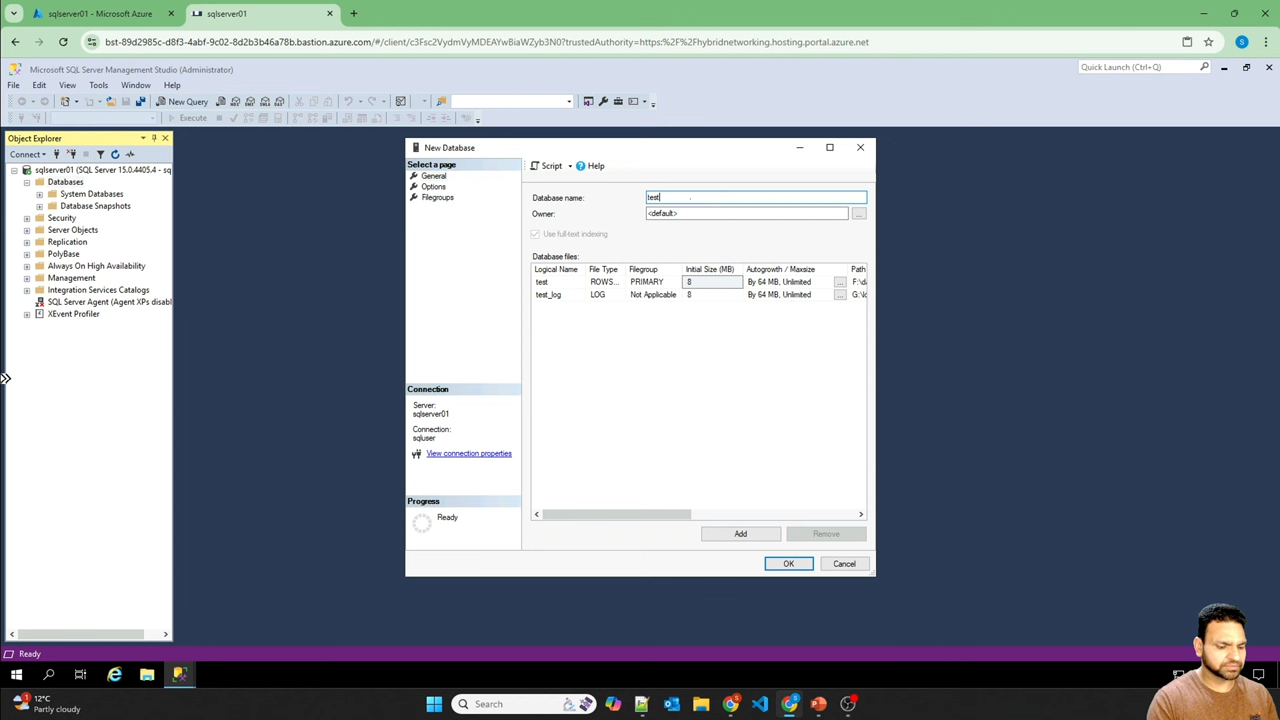 sqlserver01 - Microsoft Azure
sqlserver01
bst-89d2985c-d8f3-4abf-9c02-8d2b3b46a78b.bastion.azure.com/#/client/c3Fsc2VydmVyMDEAYwBiaWZyb3N0?trustedAuthority=https:%2F%2Fhybridnetworking.hosting.portal.azure.net
S
Microsoft SQL Server Management Studio (Administrator)
Quick Launch (Ctrl+Q)
File Edit View Tools Window Help
New Query
Execute
Object Explorer
Connect
sqlserver01 (SQL Server 15.0.4405.4 - sq
Databases
System Databases
Database Snapshots
Security
Server Objects
Replication
PolyBase
Always On High Availability
Management
Integration Services Catalogs
SQL Server Agent (Agent XPs disabl
XEvent Profiler
New Database
Select a page
General
Options
Filegroups
Script Help
Database name: test
Owner: <default> ...
Use full-text indexing
Database files:
Logical Name File Type Filegroup Initial Size (MB) Autogrowth / Maxsize Path
test ROWS... PRIMARY 8 By 64 MB, Unlimited ... F:\da
test_log LOG Not Applicable 8 By 64 MB, Unlimited ... G:\lo
Connection
Server:
sqlserver01
Connection:
sqluser
View connection properties
Progress
Ready
Add Remove
OK Cancel
Ready
1
12°C
Partly cloudy
Search